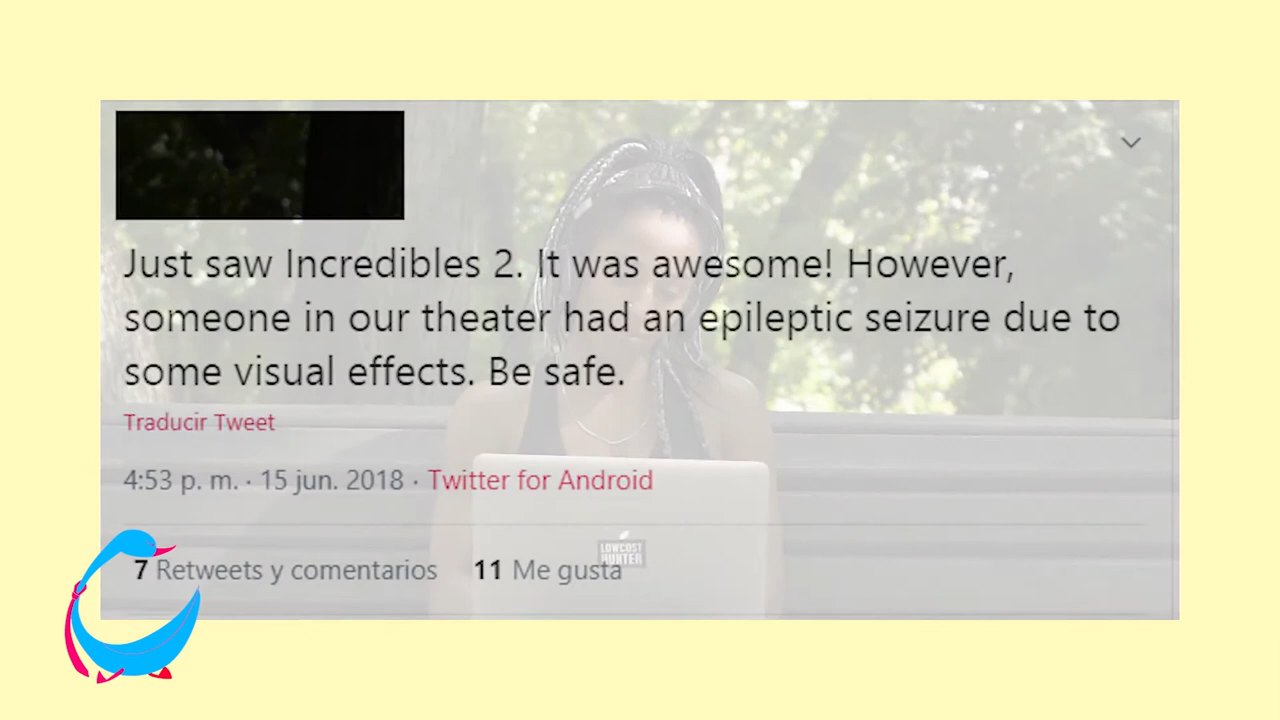 Just saw Incredibles 2. It was awesome! However,
someone in our theater had an epileptic seizure due to
some visual effects. Be safe.
Traducir Tweet
4:53 p. m. · 15 jun. 2018 · Twitter for Android
LOWCOST
HUNTER
7 Retweets y comentarios 11 Me gusta